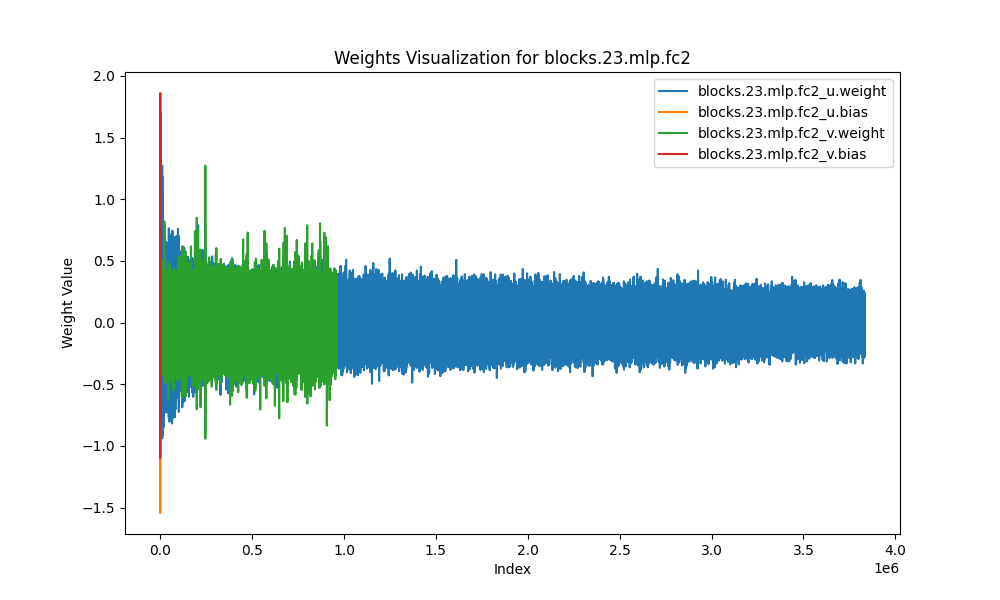 Weights Visualization for blocks.23.mlp.fc2
2.0
1.5
1.0
0.5
0.0
−0.5
−1.0
−1.5
Weight Value
blocks.23.mlp.fc2_u.weight
blocks.23.mlp.fc2_u.bias
blocks.23.mlp.fc2_v.weight
blocks.23.mlp.fc2_v.bias
0.0 0.5 1.0 1.5 2.0 2.5 3.0 3.5 4.0
1e6
Index